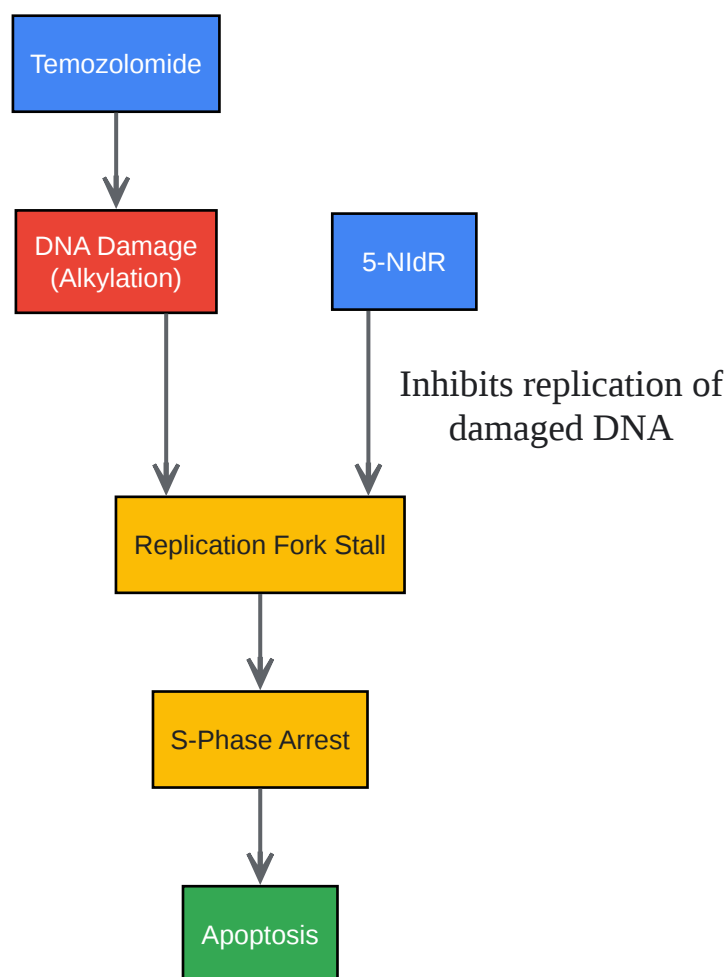 Temozolomide
DNA Damage
(Alkylation)
5-NIdR
Inhibits replication of
damaged DNA
Replication Fork Stall
S-Phase Arrest
Apoptosis